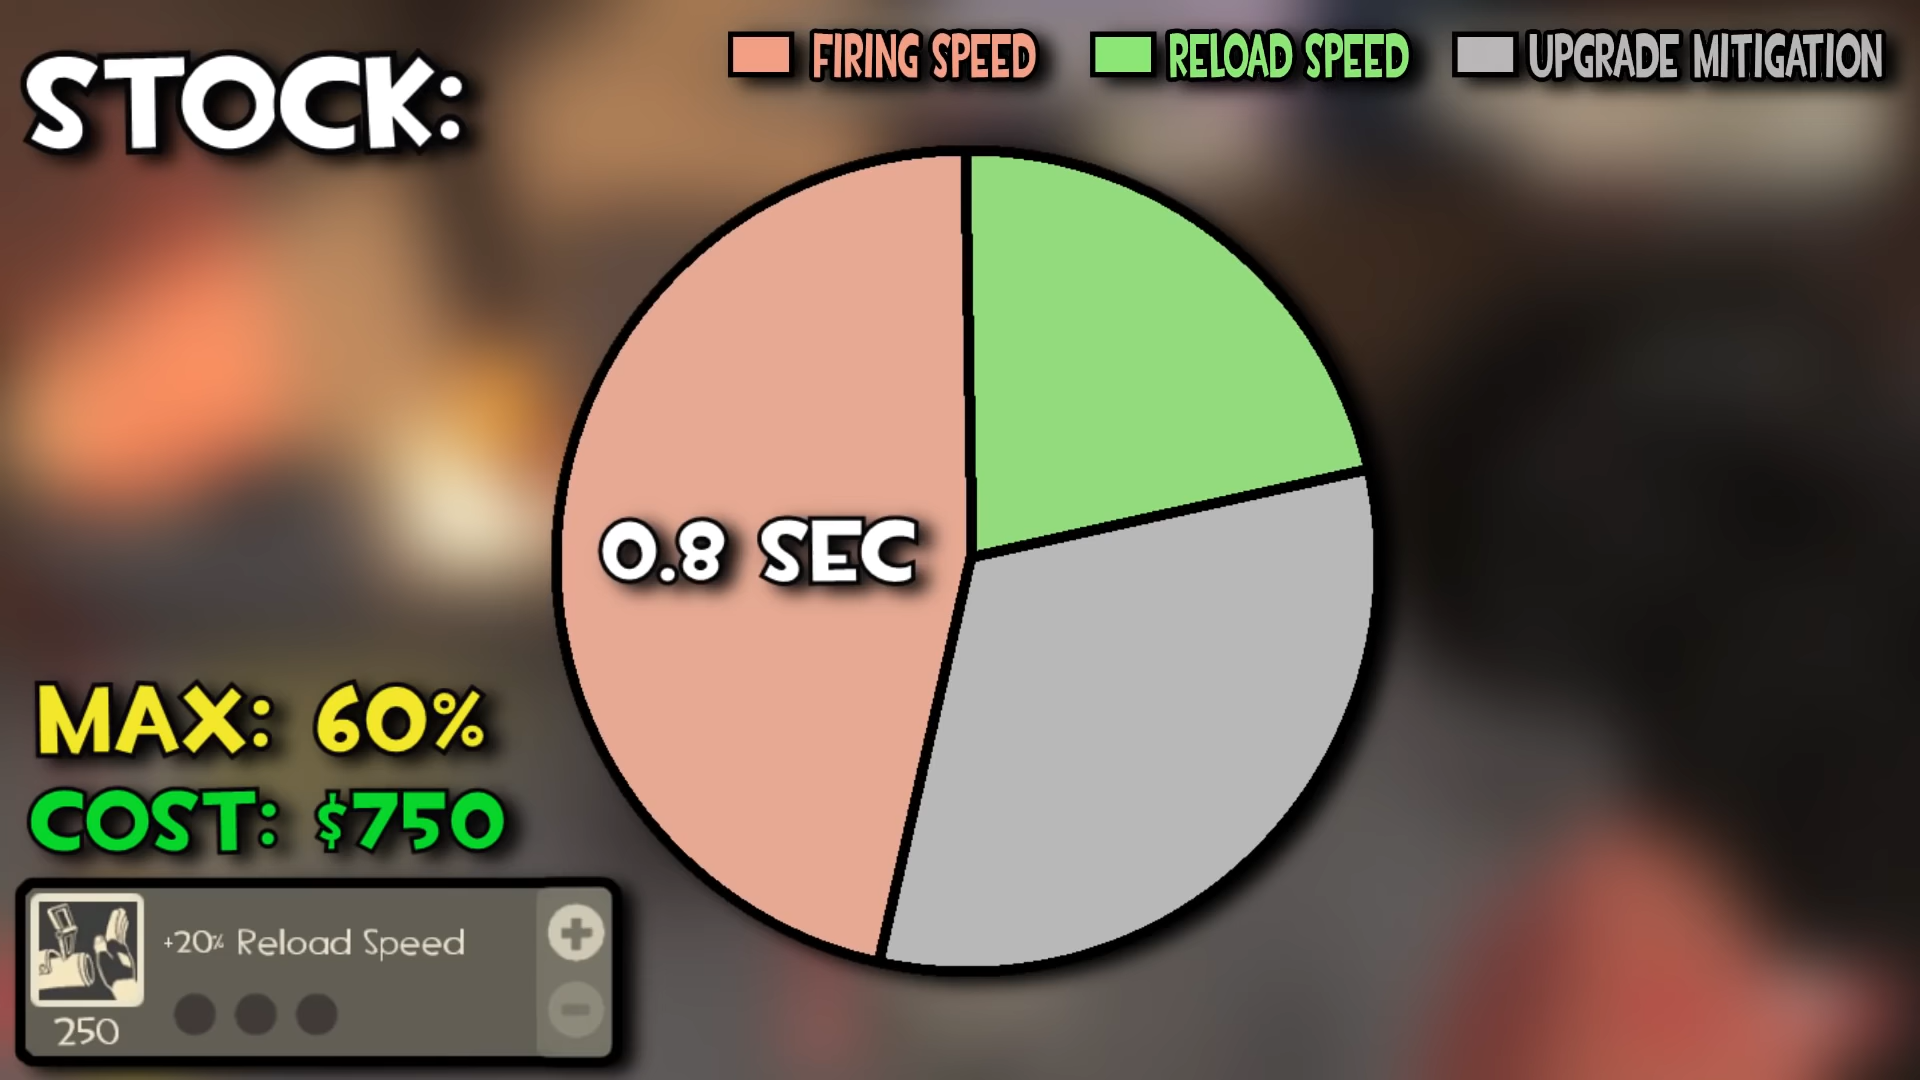 STOCK:
FIRING SPEED
RELOAD SPEED
UPGRADE MITIGATION
0.8 SEC
MAX: 60%
COST: $750
+20% Reload Speed
250